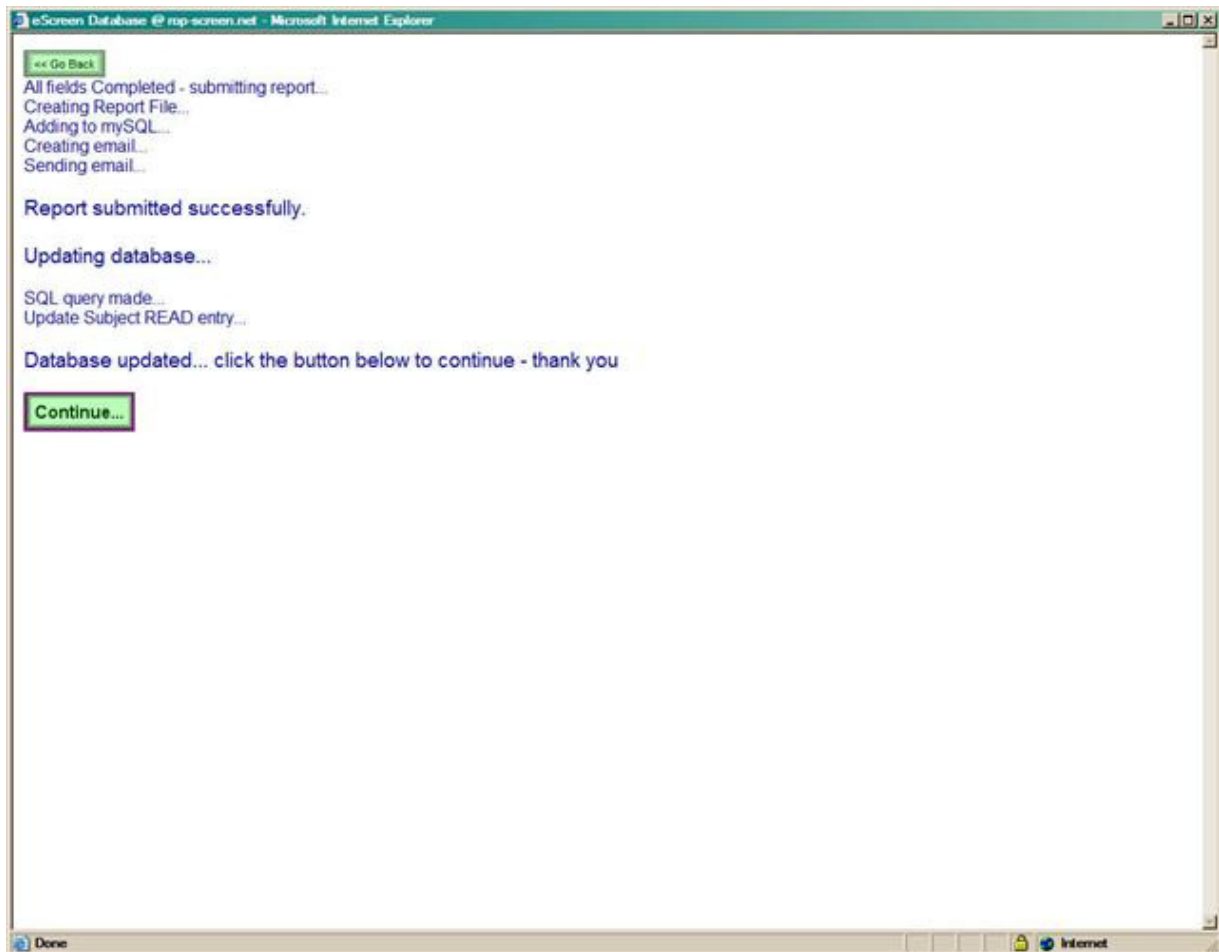 eScreen Database @ rop-screen.net - Microsoft Internet Explorer
<< Go Back
All fields Completed - submitting report...
Creating Report File...
Adding to mySQL...
Creating email...
Sending email...
Report submitted successfully.
Updating database...
SQL query made...
Update Subject READ entry...
Database updated... click the button below to continue - thank you
Continue...
Done
Internet